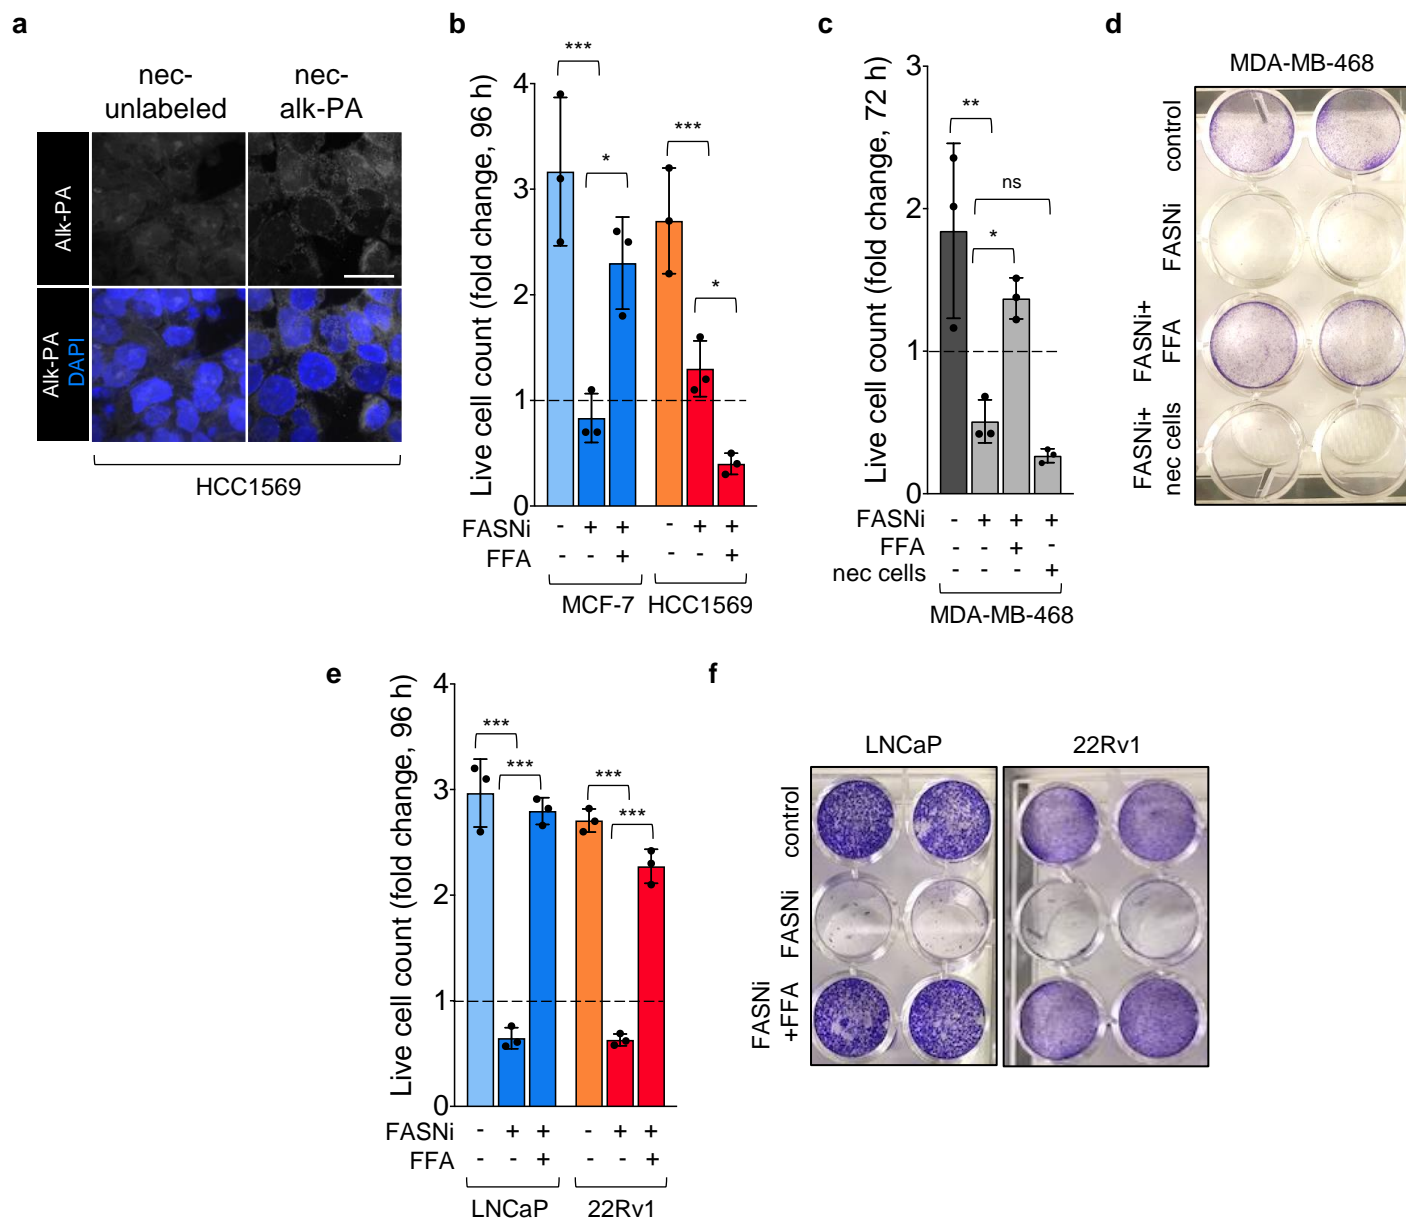 a
nec-
unlabeled
nec-
alk-PA
Alk-PA
Alk-PA
DAPI
HCC1569
b
Live cell count (fold change, 96 h)
4
3
2
1
0
***
*
***
*
FASNi - + + - + +
FFA - - + - - +
MCF-7 HCC1569
c
Live cell count (fold change, 72 h)
3
2
1
0
**
ns
*
FASNi - + + +
FFA - - + -
nec cells - - - +
MDA-MB-468
d
MDA-MB-468
control
FASNi
FASNi+
FFA
FASNi+
nec cells
e
Live cell count (fold change, 96 h)
4
3
2
1
0
***
***
***
***
FASNi - + + - + +
FFA - - + - - +
LNCaP 22Rv1
f
LNCaP 22Rv1
control
FASNi
FASNi
+FFA